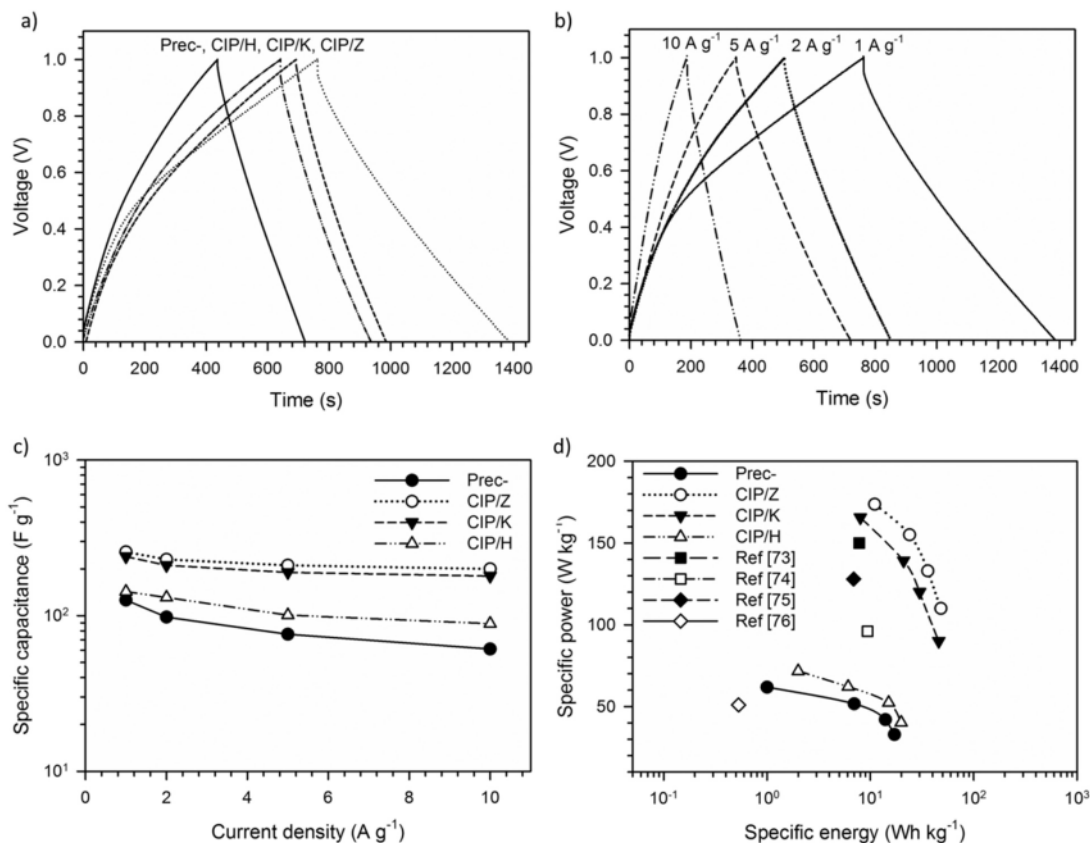 a)
Prec-, CIP/H, CIP/K, CIP/Z
1.0
0.8
0.6
0.4
0.2
0.0
Voltage (V)
0 200 400 600 800 1000 1200 1400
Time (s)
b)
10 A g⁻¹ 5 A g⁻¹ 2 A g⁻¹ 1 A g⁻¹
1.0
0.8
0.6
0.4
0.2
0.0
Voltage (V)
0 200 400 600 800 1000 1200 1400
Time (s)
c)
Prec-
CIP/Z
CIP/K
CIP/H
10³
10²
10¹
Specific capacitance (F g⁻¹)
0 2 4 6 8 10
Current density (A g⁻¹)
d)
Prec-
CIP/Z
CIP/K
CIP/H
Ref [73]
Ref [74]
Ref [75]
Ref [76]
200
150
100
50
Specific power (W kg⁻¹)
10⁻¹ 10⁰ 10¹ 10² 10³
Specific energy (Wh kg⁻¹)